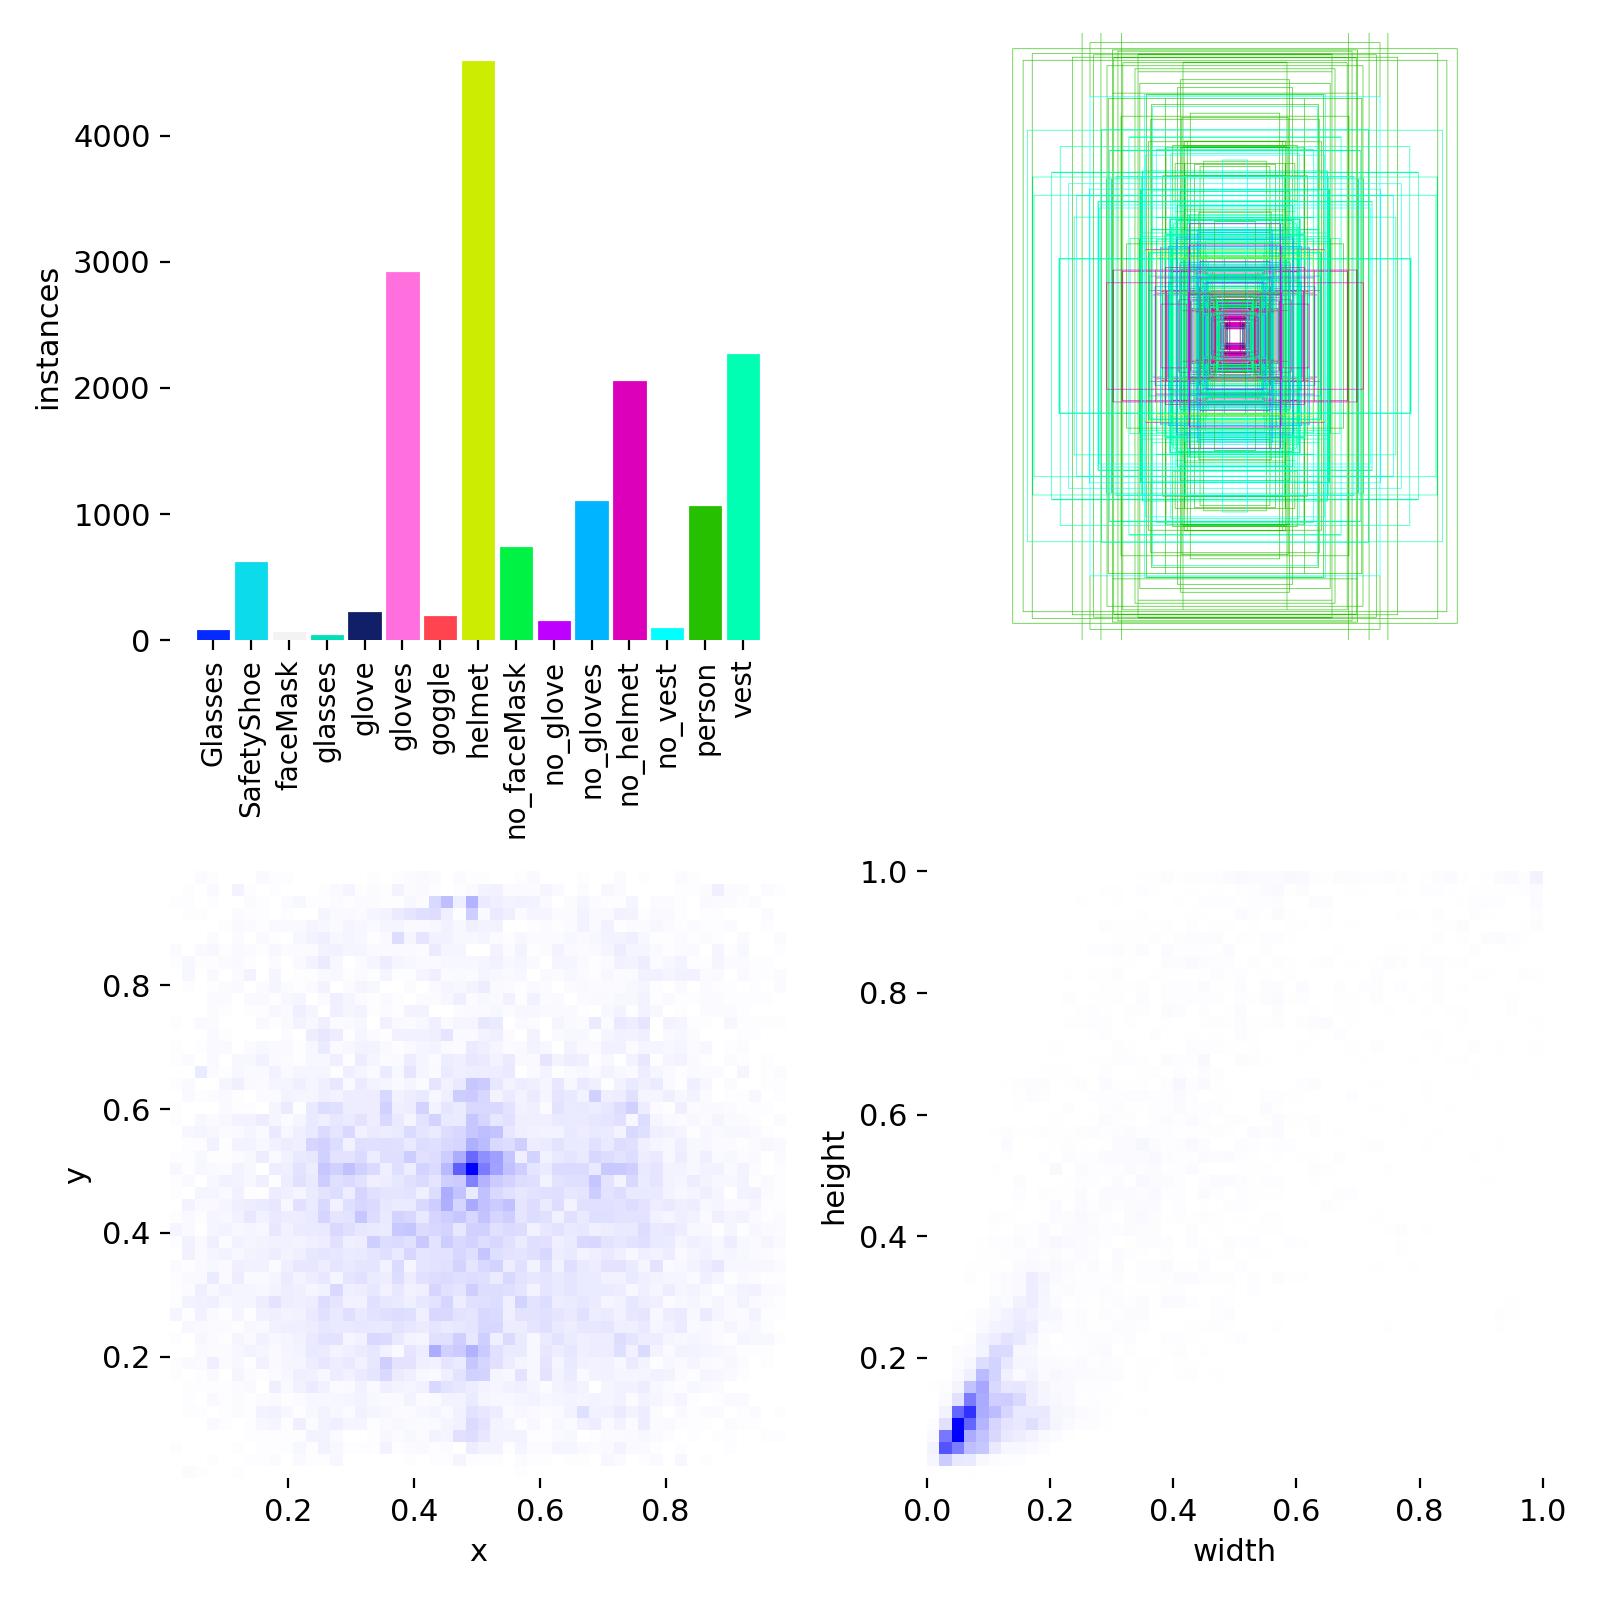 4000
3000
2000
1000
0
instances
Glasses
SafetyShoe
faceMask
glasses
glove
gloves
goggle
helmet
no_faceMask
no_glove
no_gloves
no_helmet
no_vest
person
vest
0.8
0.6
0.4
0.2
y
0.2 0.4 0.6 0.8
x
1.0
0.8
0.6
0.4
0.2
height
0.0 0.2 0.4 0.6 0.8 1.0
width